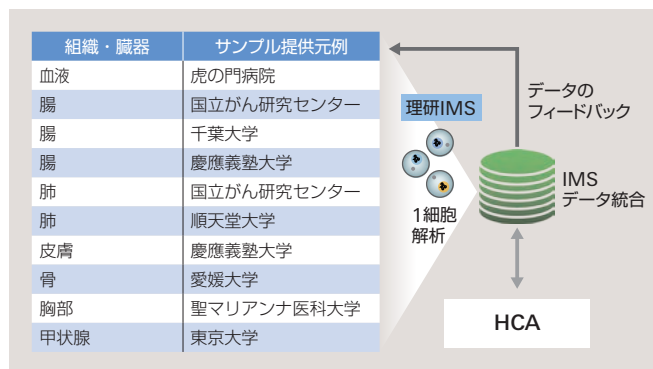 組織・臓器 サンプル提供元例
血液 虎の門病院
腸 国立がん研究センター
腸 千葉大学
腸 慶應義塾大学
肺 国立がん研究センター
肺 順天堂大学
皮膚 慶應義塾大学
骨 愛媛大学
胸部 聖マリアンナ医科大学
甲状腺 東京大学
理研IMS
1細胞
解析
データの
フィードバック
IMS
データ統合
HCA